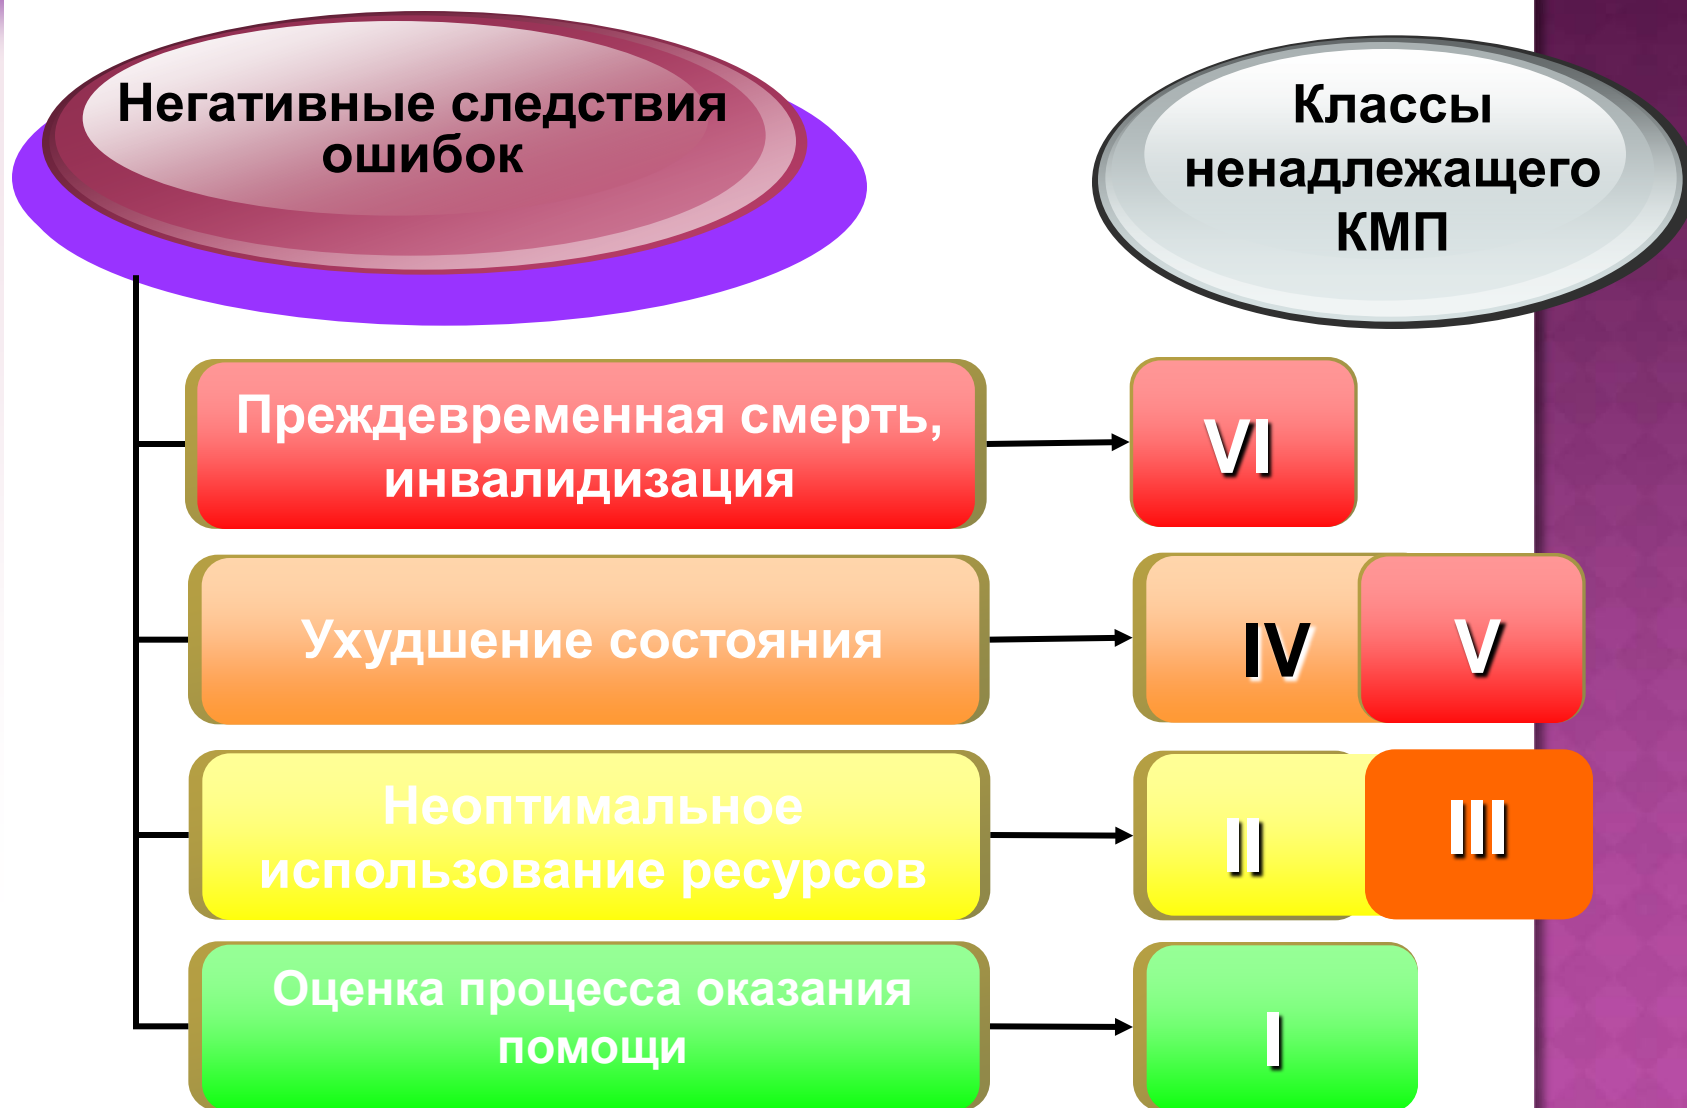 Негативные следствия
ошибок
Классы
ненадлежащего
КМП
Преждевременная смерть,
инвалидизация
VI
Ухудшение состояния
IV
V
Неоптимальное
использование ресурсов
II
III
Оценка процесса оказания
помощи
I